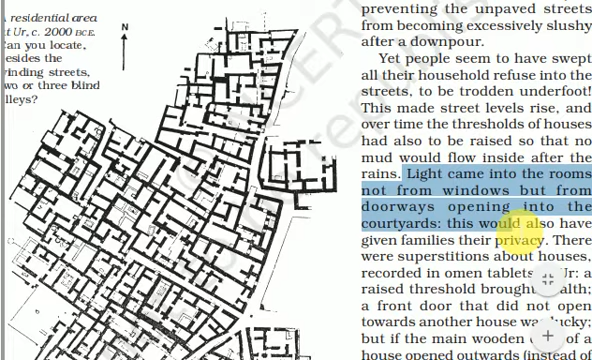 residential area
t Ur, c. 2000 BCE.
an you locate,
esides the
inding streets,
wo or three blind
lleys?
N
preventing the unpaved streets
from becoming excessively slushy
after a downpour.
Yet people seem to have swept
all their household refuse into the
streets, to be trodden underfoot!
This made street levels rise, and
over time the thresholds of houses
had also to be raised so that no
mud would flow inside after the
rains. Light came into the rooms
not from windows but from
doorways opening into the
courtyards: this would also have
given families their privacy. There
were superstitions about houses,
recorded in omen tablets Ur: a
raised threshold brought alth;
a front door that did not open
towards another house was ucky;
but if the main wooden of a
house opened outwards (instead of